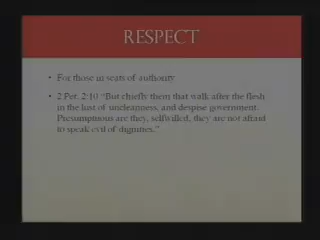 RESPECT
• For those in seats of authority
• 2 Pet. 2:10 "But chiefly them that walk after the flesh
in the lust of uncleanness, and despise government.
Presumptuous are they, selfwilled, they are not afraid
to speak evil of dignities."